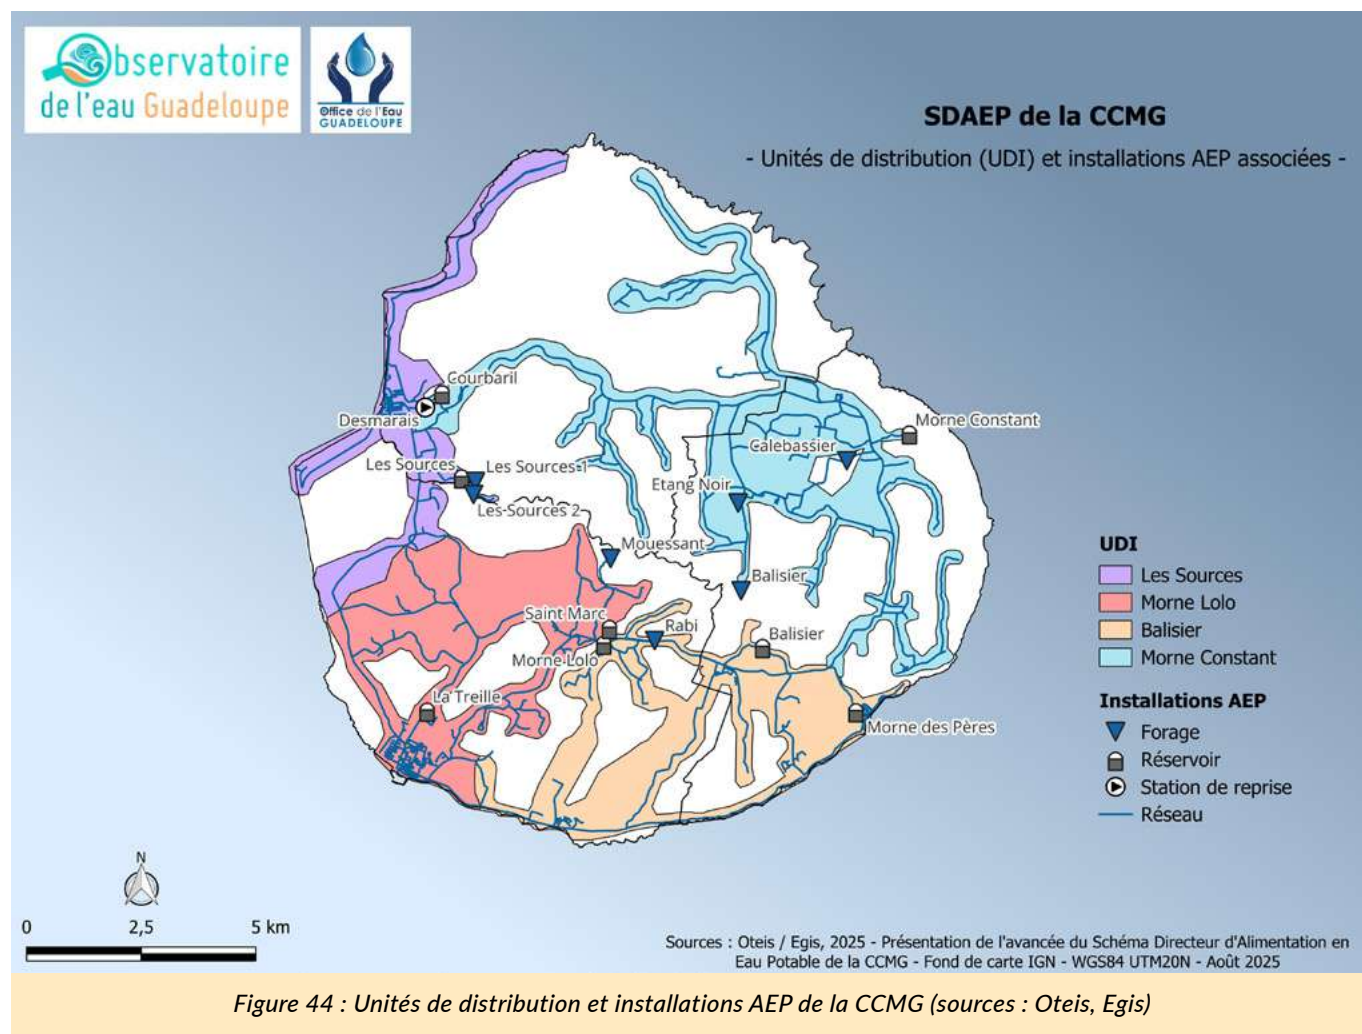 Observatoire
de l'eau Guadeloupe
Office de l'Eau
GUADELOUPE
SDAEP de la CCMG
- Unités de distribution (UDI) et installations AEP associées -
Courbaril
Desmarais
Morne Constant
Calebassier
Les Sources
Les Sources 1
Etang Noir
Les Sources 2
Mouessant
Balisier
Saint Marc
Rabi
Balisier
Morne Lolo
La Treille
Morne des Pères
UDI
Les Sources
Morne Lolo
Balisier
Morne Constant
Installations AEP
Forage
Réservoir
Station de reprise
Réseau
N
0 2,5 5 km
Sources : Oteis / Egis, 2025 - Présentation de l'avancée du Schéma Directeur d'Alimentation en
Eau Potable de la CCMG - Fond de carte IGN - WGS84 UTM20N - Août 2025
Figure 44 : Unités de distribution et installations AEP de la CCMG (sources : Oteis, Egis)